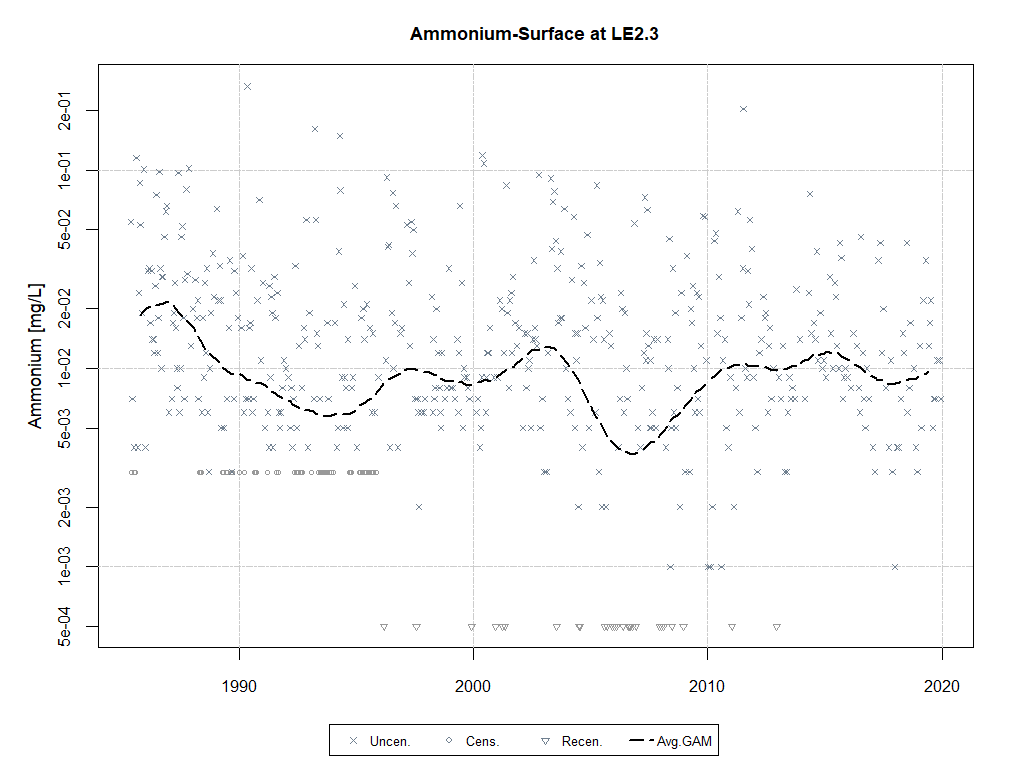 Ammonium-Surface at LE2.3
Ammonium [mg/L]
2e-01
1e-01
5e-02
2e-02
1e-02
5e-03
2e-03
1e-03
5e-04
1990 2000 2010 2020
Uncen. Cens. Recen. Avg.GAM